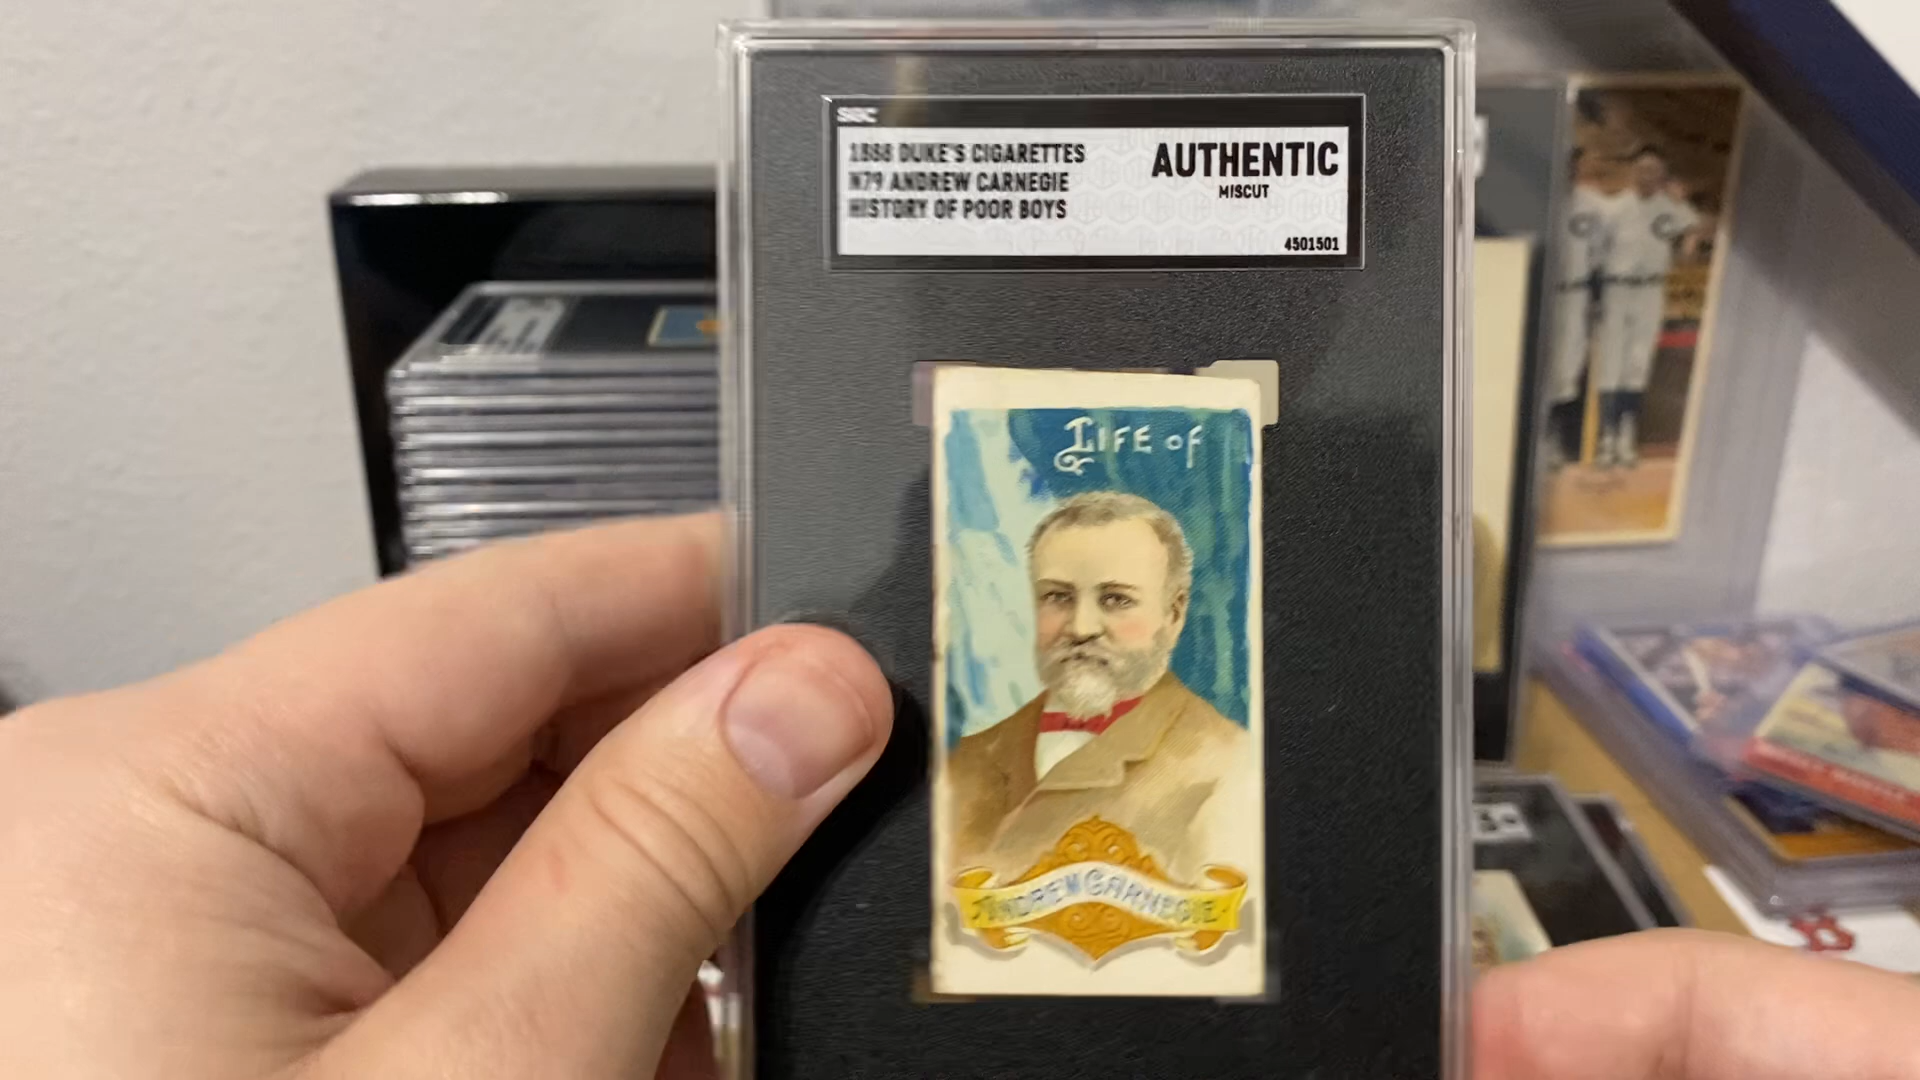 SGC
1888 DUKE'S CIGARETTES
N79 ANDREW CARNEGIE
HISTORY OF POOR BOYS
AUTHENTIC
MISCUT
4501501
LIFE OF
ANDREW CARNEGIE.